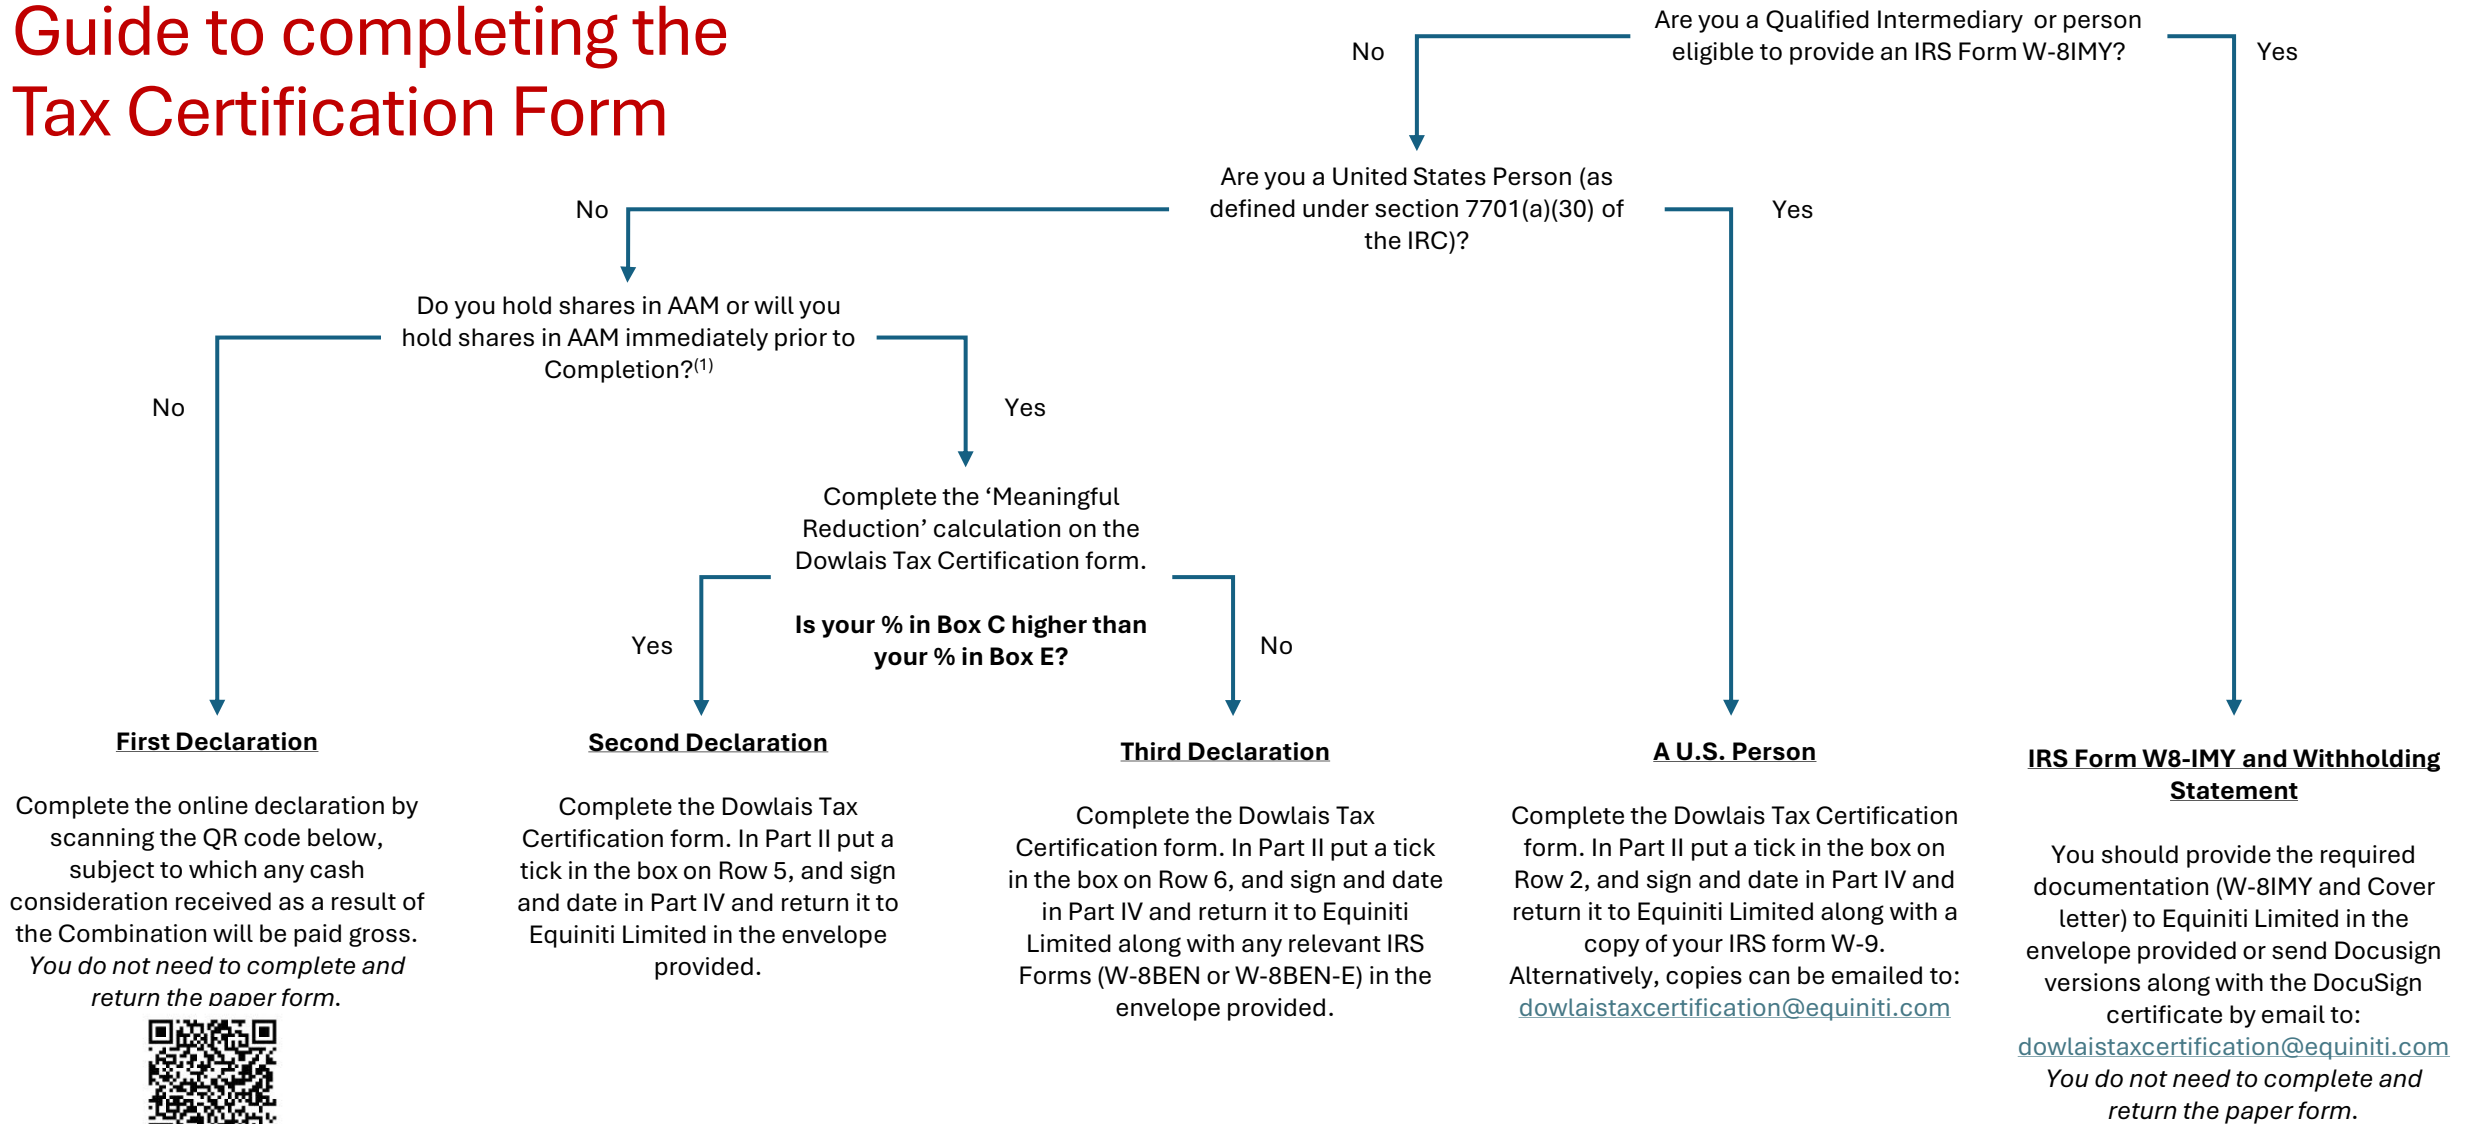 Guide to completing the
Tax Certification Form
Are you a Qualified Intermediary or person
eligible to provide an IRS Form W-8IMY?
No
Yes
Are you a United States Person (as
defined under section 7701(a)(30) of
the IRC)?
No
Yes
Do you hold shares in AAM or will you
hold shares in AAM immediately prior to
Completion?(1)
No
Yes
Complete the ‘Meaningful
Reduction’ calculation on the
Dowlais Tax Certification form.
Is your % in Box C higher than
your % in Box E?
Yes
No
First Declaration
Complete the online declaration by
scanning the QR code below,
subject to which any cash
consideration received as a result of
the Combination will be paid gross.
You do not need to complete and
return the paper form.
Second Declaration
Complete the Dowlais Tax
Certification form. In Part II put a
tick in the box on Row 5, and sign
and date in Part IV and return it to
Equiniti Limited in the envelope
provided.
Third Declaration
Complete the Dowlais Tax
Certification form. In Part II put a tick
in the box on Row 6, and sign and date
in Part IV and return it to Equiniti
Limited along with any relevant IRS
Forms (W-8BEN or W-8BEN-E) in the
envelope provided.
A U.S. Person
Complete the Dowlais Tax Certification
form. In Part II put a tick in the box on
Row 2, and sign and date in Part IV and
return it to Equiniti Limited along with a
copy of your IRS form W-9.
Alternatively, copies can be emailed to:
dowlaistaxcertification@equiniti.com
IRS Form W8-IMY and Withholding
Statement
You should provide the required
documentation (W-8IMY and Cover
letter) to Equiniti Limited in the
envelope provided or send Docusign
versions along with the DocuSign
certificate by email to:
dowlaistaxcertification@equiniti.com
You do not need to complete and
return the paper form.